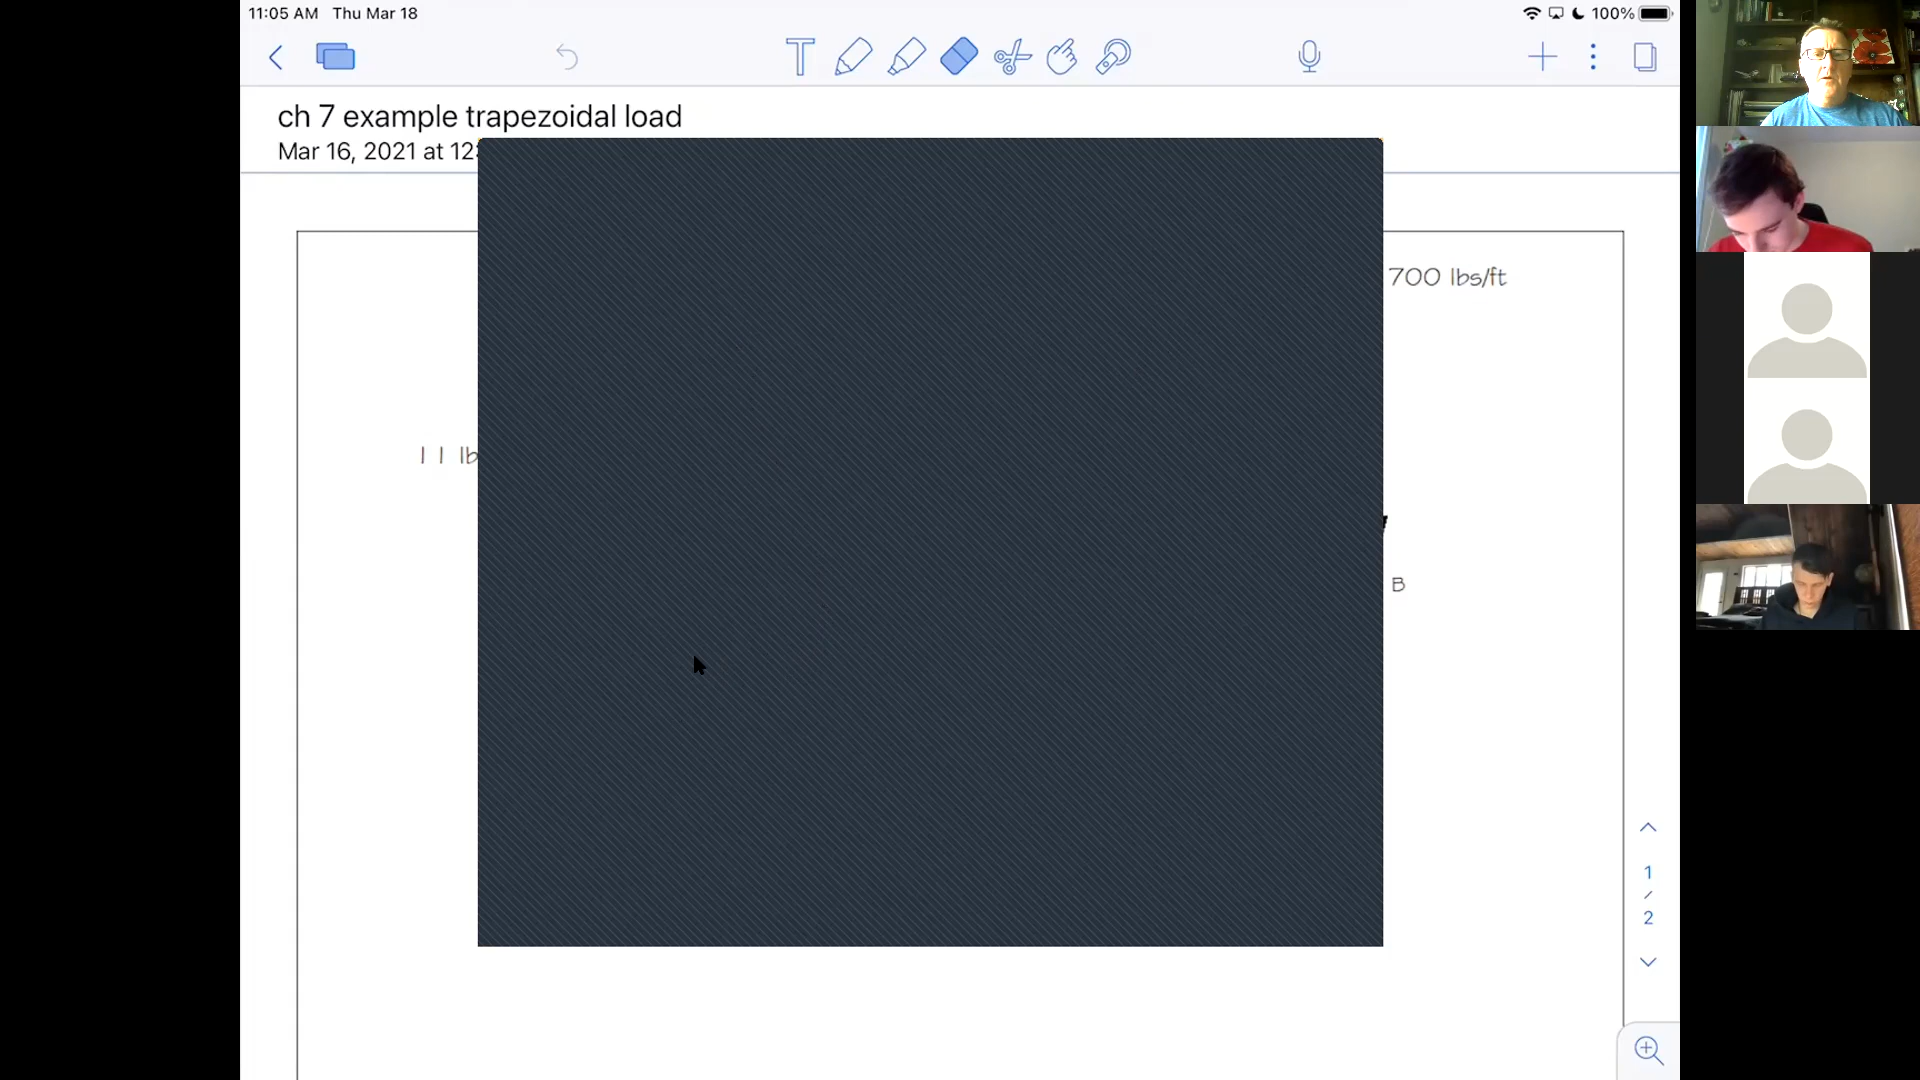 11:05 AM Thu Mar 18
100%
ch 7 example trapezoidal load
Mar 16, 2021 at
700 lbs/ft
B
1
/
2